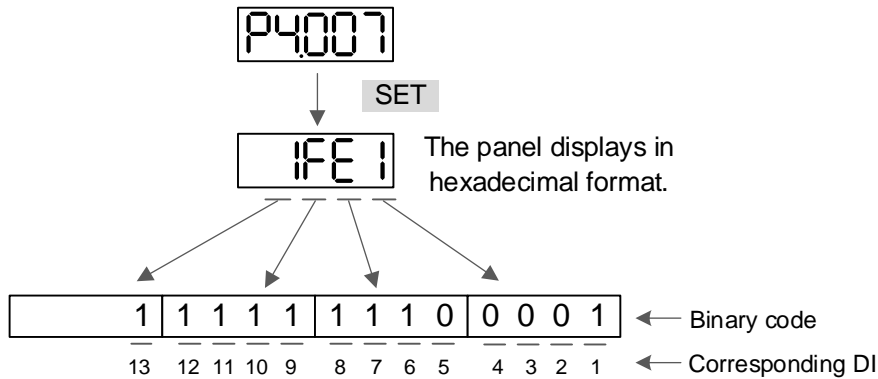 P4.007
SET
1FE1
The panel displays in
hexadecimal format.
1 1 1 1 1 1 1 1 0 0 0 0 1 Binary code
13 12 11 10 9 8 7 6 5 4 3 2 1 Corresponding DI